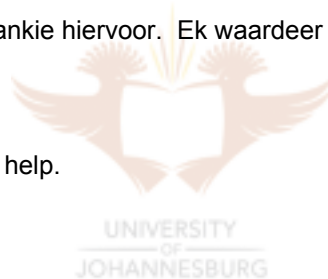 ankie hiervoor.  Ek waardeer
help.
UNIVERSITY
OF
JOHANNESBURG